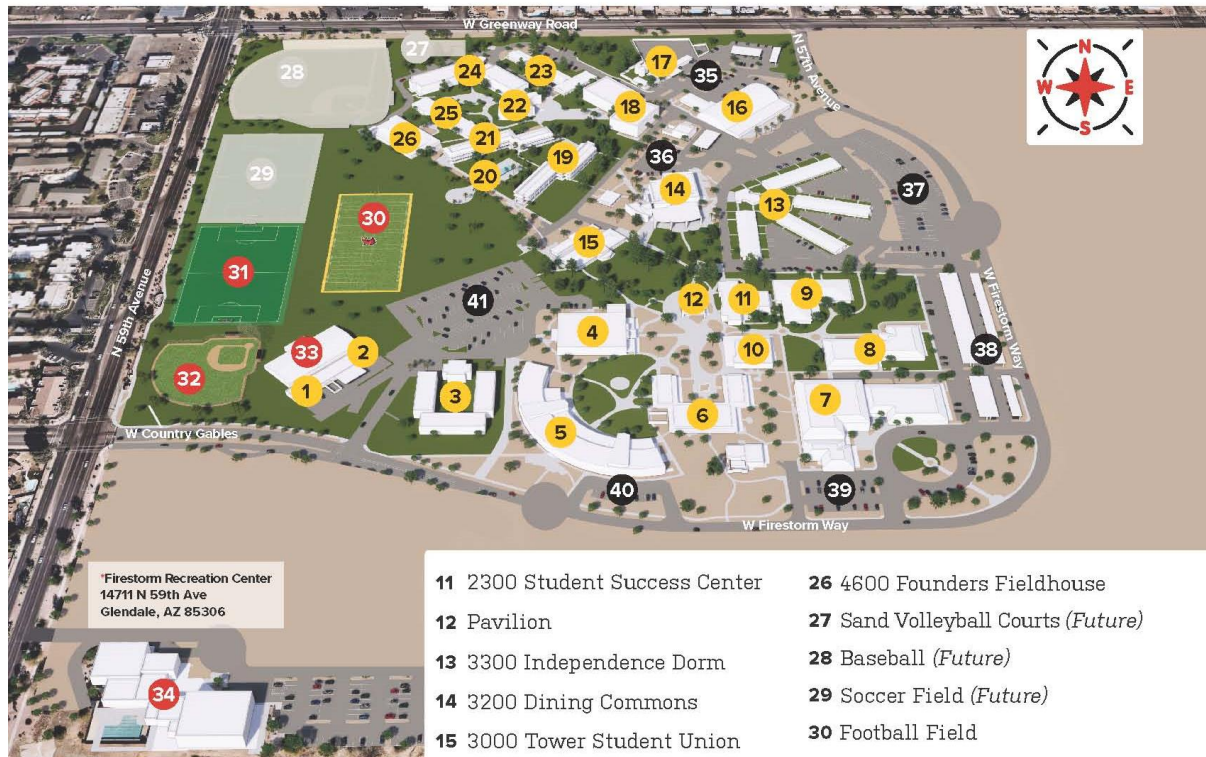 W Greenway Road
N 57th Avenue
N
W E
S
27
28
24
23
17
35
16
22
25
18
26
21
19
36
20
14
37
29
13
30
15
31
N 59th Avenue
41
12
11
9
W Firestorm Way
4
10
8
38
33
2
32
1
3
7
6
5
W Country Gables
40
39
W Firestorm Way
*Firestorm Recreation Center
14711 N 59th Ave
Glendale, AZ 85306
34
11 2300 Student Success Center
12 Pavilion
13 3300 Independence Dorm
14 3200 Dining Commons
15 3000 Tower Student Union
26 4600 Founders Fieldhouse
27 Sand Volleyball Courts (Future)
28 Baseball (Future)
29 Soccer Field (Future)
30 Football Field